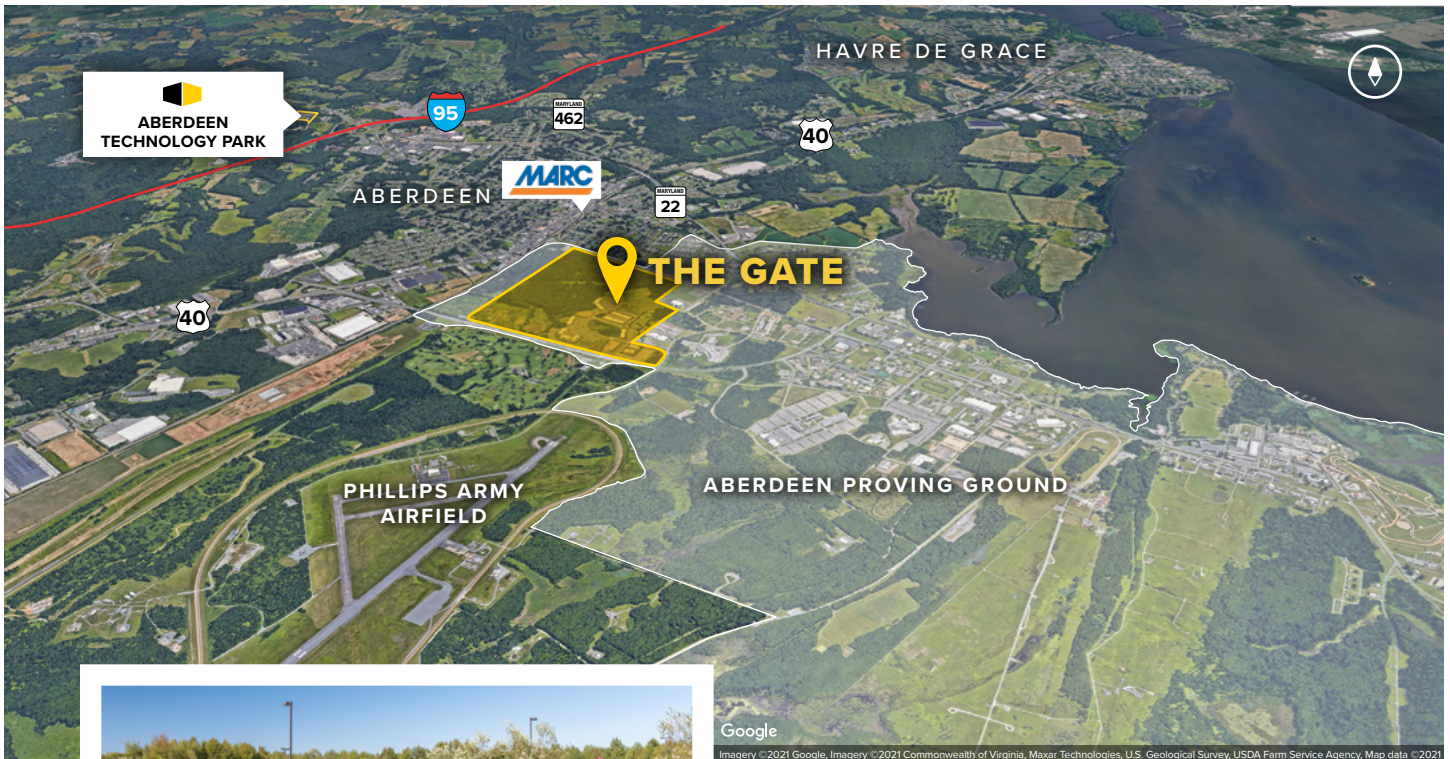 HAVRE DE GRACE
ABERDEEN
TECHNOLOGY PARK
95
MARYLAND
462
40
ABERDEEN
MARC
MARYLAND
22
THE GATE
40
PHILLIPS ARMY
AIRFIELD
ABERDEEN PROVING GROUND
Google
Imagery ©2021 Google, Imagery ©2021 Commonwealth of Virginia, Maxar Technologies, U.S. Geological Survey, USDA Farm Service Agency, Map data ©2021